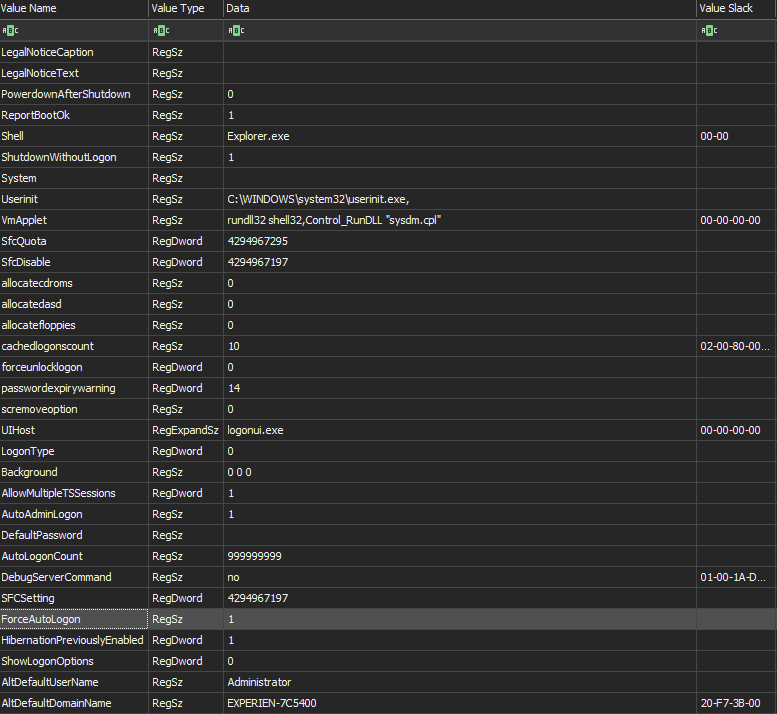 Value Name Value Type Data Value Slack
ABC ABC ABC ABC
LegalNoticeCaption RegSz
LegalNoticeText RegSz
PowerdownAfterShutdown RegSz 0
ReportBootOk RegSz 1
Shell RegSz Explorer.exe 00-00
ShutdownWithoutLogon RegSz 1
System RegSz
Userinit RegSz C:\WINDOWS\system32\userinit.exe,
VmApplet RegSz rundll32 shell32,Control_RunDLL "sysdm.cpl" 00-00-00-00
SfcQuota RegDword 4294967295
SfcDisable RegDword 4294967197
allocatecdroms RegSz 0
allocatedasd RegSz 0
allocatefloppies RegSz 0
cachedlogonscount RegSz 10 02-00-80-00...
forceunlocklogon RegDword 0
passwordexpirywarning RegDword 14
scremoveoption RegSz 0
UIHost RegExpandSz logonui.exe 00-00-00-00
LogonType RegDword 0
Background RegSz 0 0 0
AllowMultipleTSSessions RegDword 1
AutoAdminLogon RegSz 1
DefaultPassword RegSz
AutoLogonCount RegSz 999999999
DebugServerCommand RegSz no 01-00-1A-D...
SFCSetting RegDword 4294967197
ForceAutoLogon RegSz 1
HibernationPreviouslyEnabled RegDword 1
ShowLogonOptions RegDword 0
AltDefaultUserName RegSz Administrator
AltDefaultDomainName RegSz EXPERIEN-7C5400 20-F7-3B-00